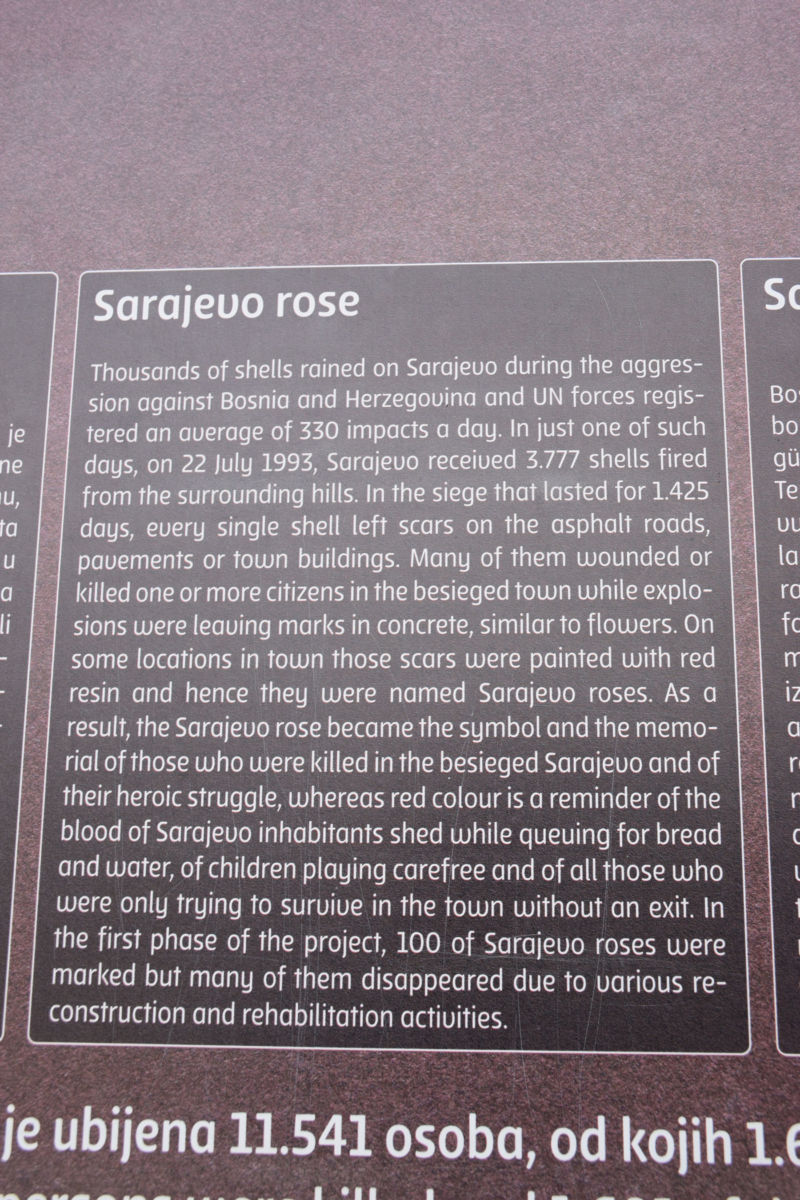 Sarajevo rose
Thousands of shells rained on Sarajevo during the aggres-
sion against Bosnia and Herzegovina and UN forces regis-
tered an average of 330 impacts a day. In just one of such
days, on 22 July 1993, Sarajevo received 3.777 shells fired
from the surrounding hills. In the siege that lasted for 1.425
days, every single shell left scars on the asphalt roads,
pavements or town buildings. Many of them wounded or
killed one or more citizens in the besieged town while explo-
sions were leaving marks in concrete, similar to flowers. On
some locations in town those scars were painted with red
resin and hence they were named Sarajevo roses. As a
result, the Sarajevo rose became the symbol and the memo-
rial of those who were killed in the besieged Sarajevo and of
their heroic struggle, whereas red colour is a reminder of the
blood of Sarajevo inhabitants shed while queuing for bread
and water, of children playing carefree and of all those who
were only trying to survive in the town without an exit. In
the first phase of the project, 100 of Sarajevo roses were
marked but many of them disappeared due to various re-
construction and rehabilitation activities.
je ubijena 11.541 osoba, od kojih 1.6
persons were